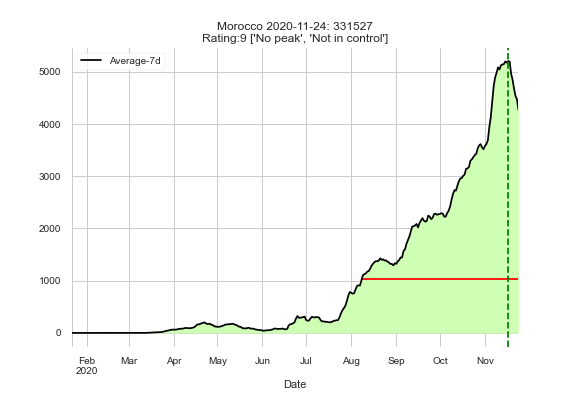 Morocco 2020-11-24: 331527
Rating:9 ['No peak', 'Not in control']
Average-7d
5000
4000
3000
2000
1000
0
Feb Mar Apr May Jun Jul Aug Sep Oct Nov
2020
Date